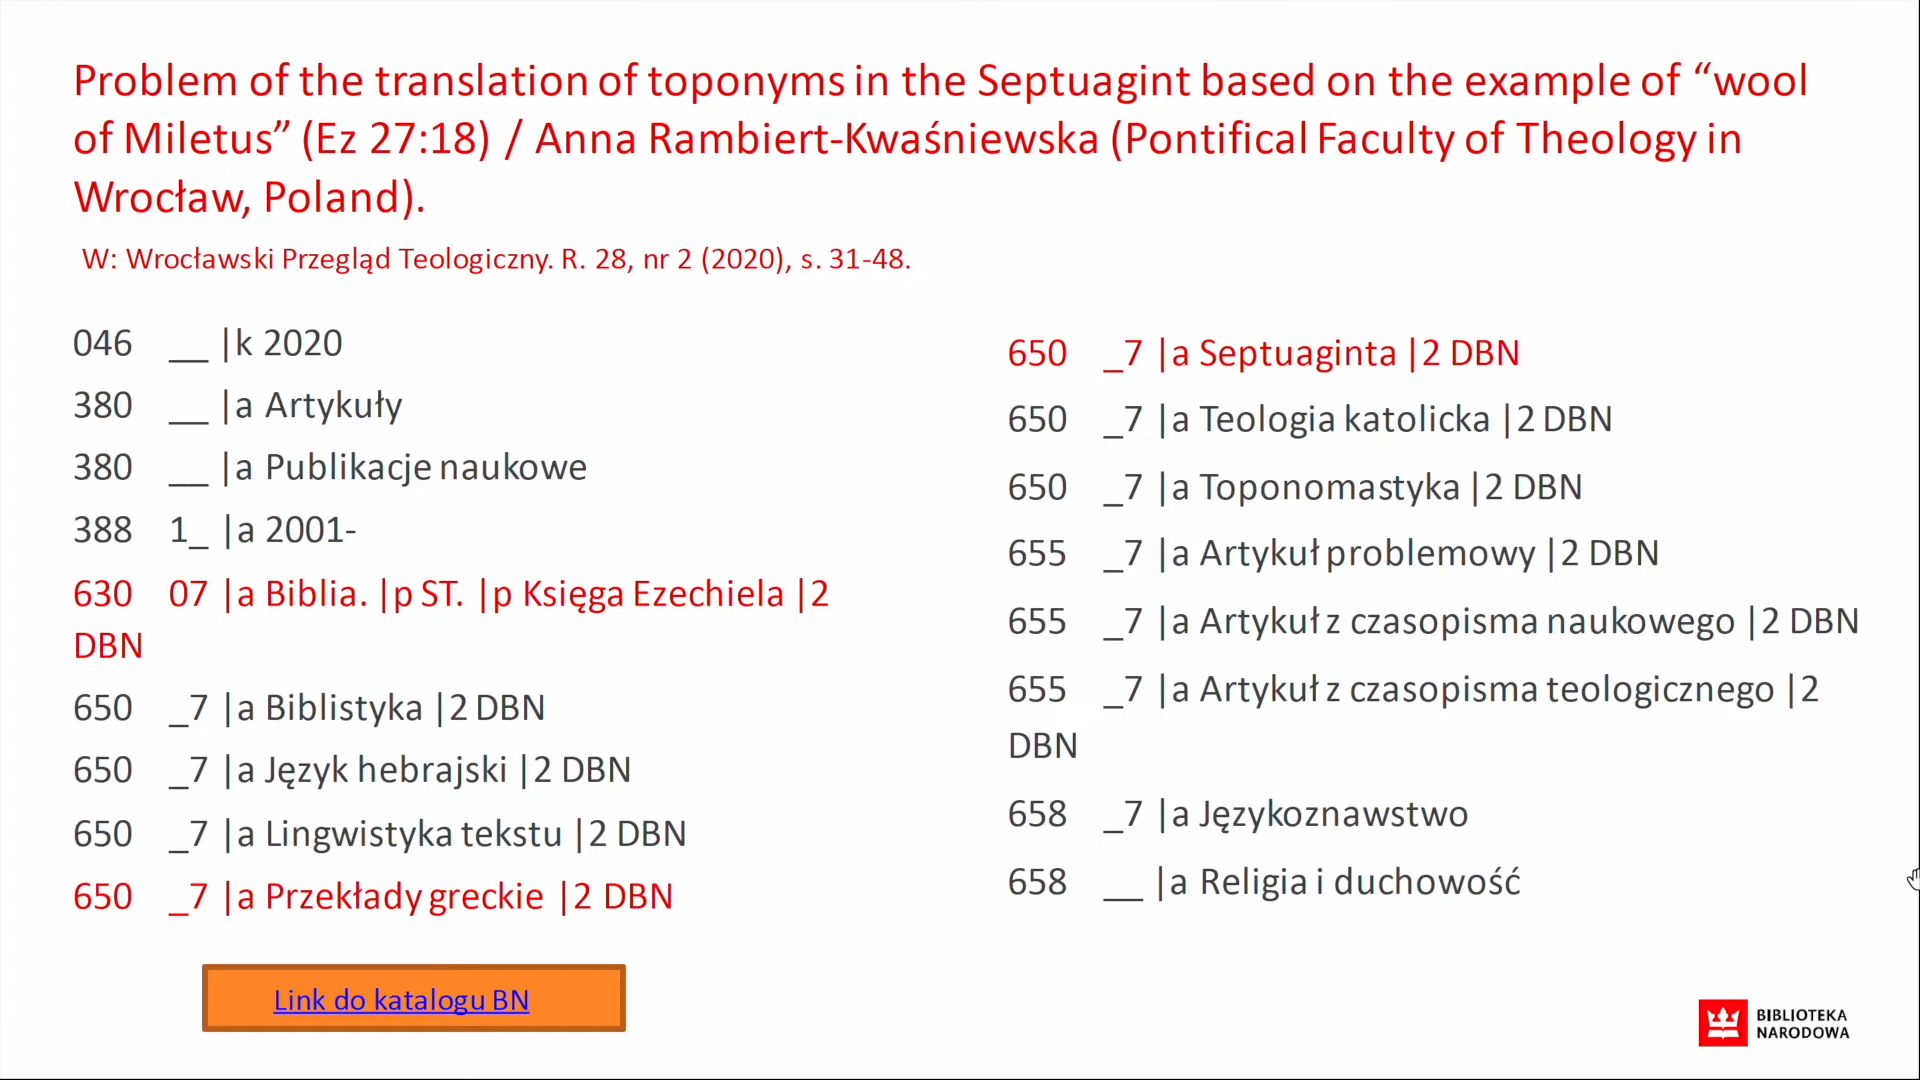 Problem of the translation of toponyms in the Septuagint based on the example of “wool
of Miletus” (Ez 27:18) / Anna Rambiert-Kwaśniewska (Pontifical Faculty of Theology in
Wrocław, Poland).
W: Wrocławski Przegląd Teologiczny. R. 28, nr 2 (2020), s. 31-48.
046 __ |k 2020
380 __ |a Artykuły
380 __ |a Publikacje naukowe
388 1_ |a 2001-
630 07 |a Biblia. |p ST. |p Księga Ezechiela |2
DBN
650 _7 |a Biblistyka |2 DBN
650 _7 |a Język hebrajski |2 DBN
650 _7 |a Lingwistyka tekstu |2 DBN
650 _7 |a Przekłady greckie |2 DBN
650 _7 |a Septuaginta |2 DBN
650 _7 |a Teologia katolicka |2 DBN
650 _7 |a Toponomastyka |2 DBN
655 _7 |a Artykuł problemowy |2 DBN
655 _7 |a Artykuł z czasopisma naukowego |2 DBN
655 _7 |a Artykuł z czasopisma teologicznego |2
DBN
658 _7 |a Językoznawstwo
658 __ |a Religia i duchowość
Link do katalogu BN
BIBLIOTEKA
NARODOWA